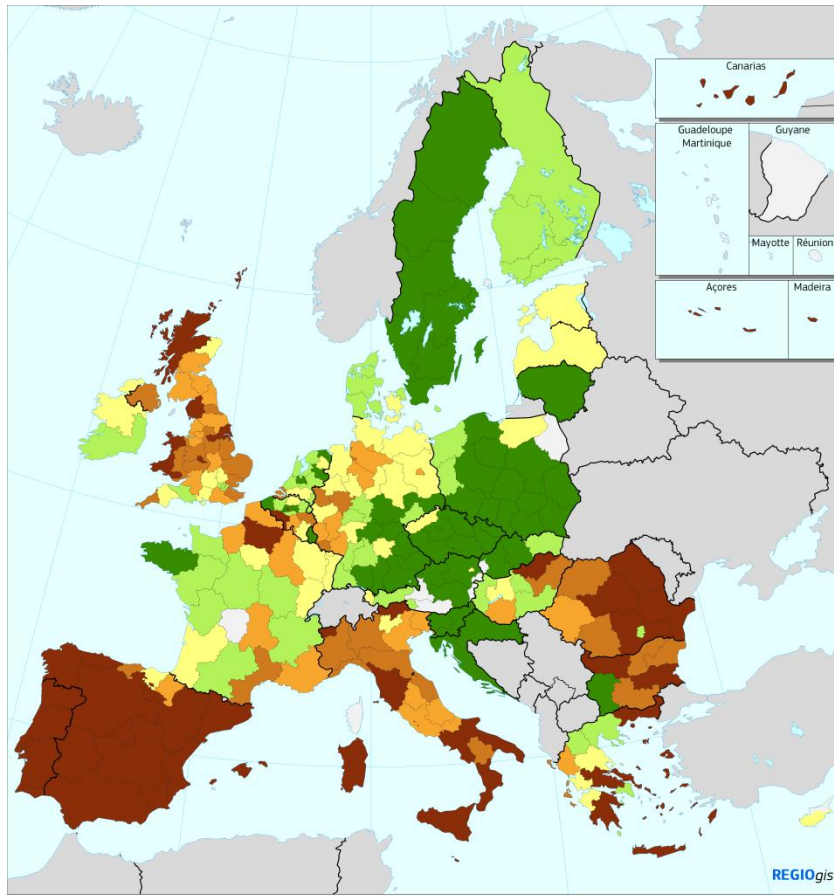 Canarias
Guadeloupe
Martinique
Guyane
Mayotte
Réunion
Açores
Madeira
REGIOgis